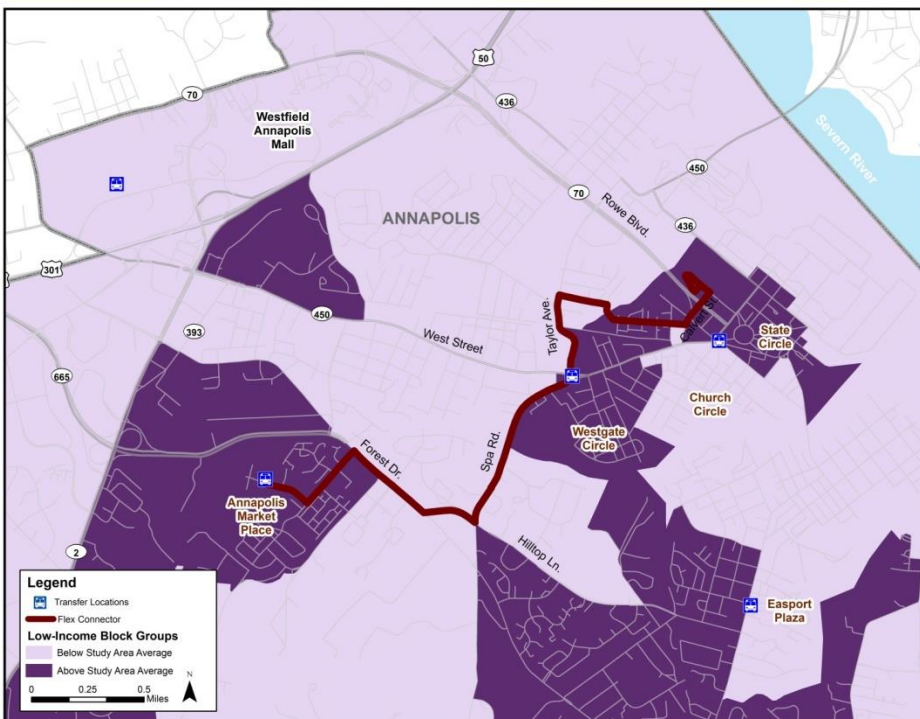 50
70
436
Westfield
Annapolis
Mall
450
Severn River
ANNAPOLIS
70
Rowe Blvd.
436
301
450
393
West Street
Taylor Ave.
Calvert St.
State
Circle
665
Church
Circle
Westgate
Circle
Spa Rd.
Forest Dr.
Annapolis
Market
Place
Hilltop Ln.
2
Easport
Plaza
Legend
Transfer Locations
Flex Connector
Low-Income Block Groups
Below Study Area Average
Above Study Area Average
0 0.25 0.5
Miles
N